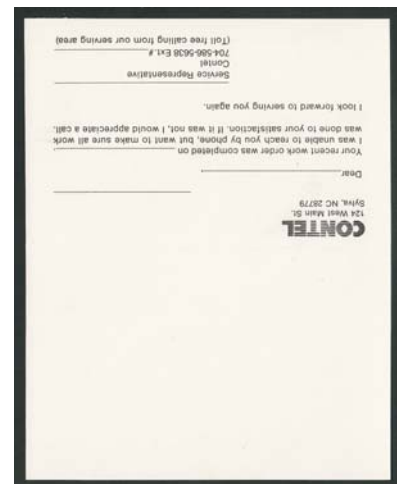 CONTEL
124 West Main St.
Sylva, NC 28779
Dear
Your recent work order was completed on
I was unable to reach you by phone, but want to make sure all work
was done to your satisfaction. If it was not, I would appreciate a call.
I look forward to serving you again.
Service Representative
Contel
704-586-5638 Ext. #
(Toll free calling from our serving area)